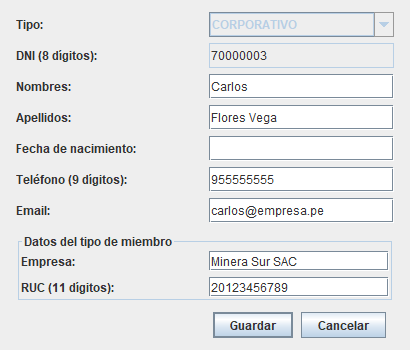 Tipo: CORPORATIVO
DNI (8 dígitos): 70000003
Nombres: Carlos
Apellidos: Flores Vega
Fecha de nacimiento:
Teléfono (9 dígitos): 955555555
Email: carlos@empresa.pe
Datos del tipo de miembro
Empresa: Minera Sur SAC
RUC (11 dígitos): 20123456789
Guardar Cancelar